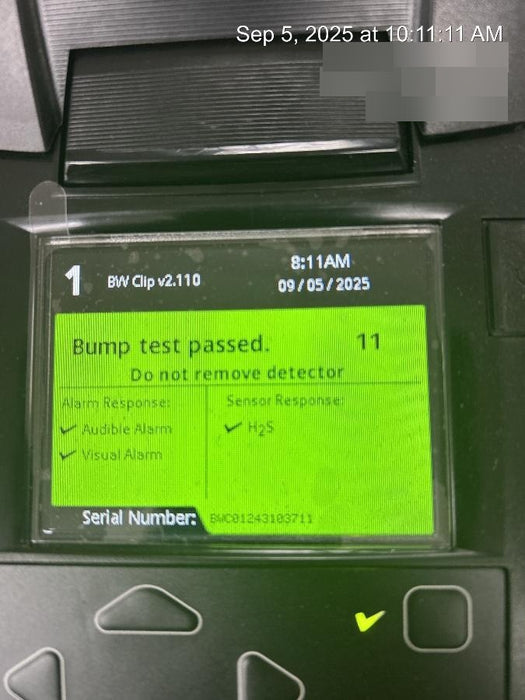 Sep 5, 2025 at 10:11:11 AM
1 BW Clip v2.110
8:11AM
09/05/2025
Bump test passed. 11
Do not remove detector
Alarm Response:
✓ Audible Alarm
✓ Visual Alarm
Sensor Response:
✓ H₂S
Serial Number: BWC01243103711